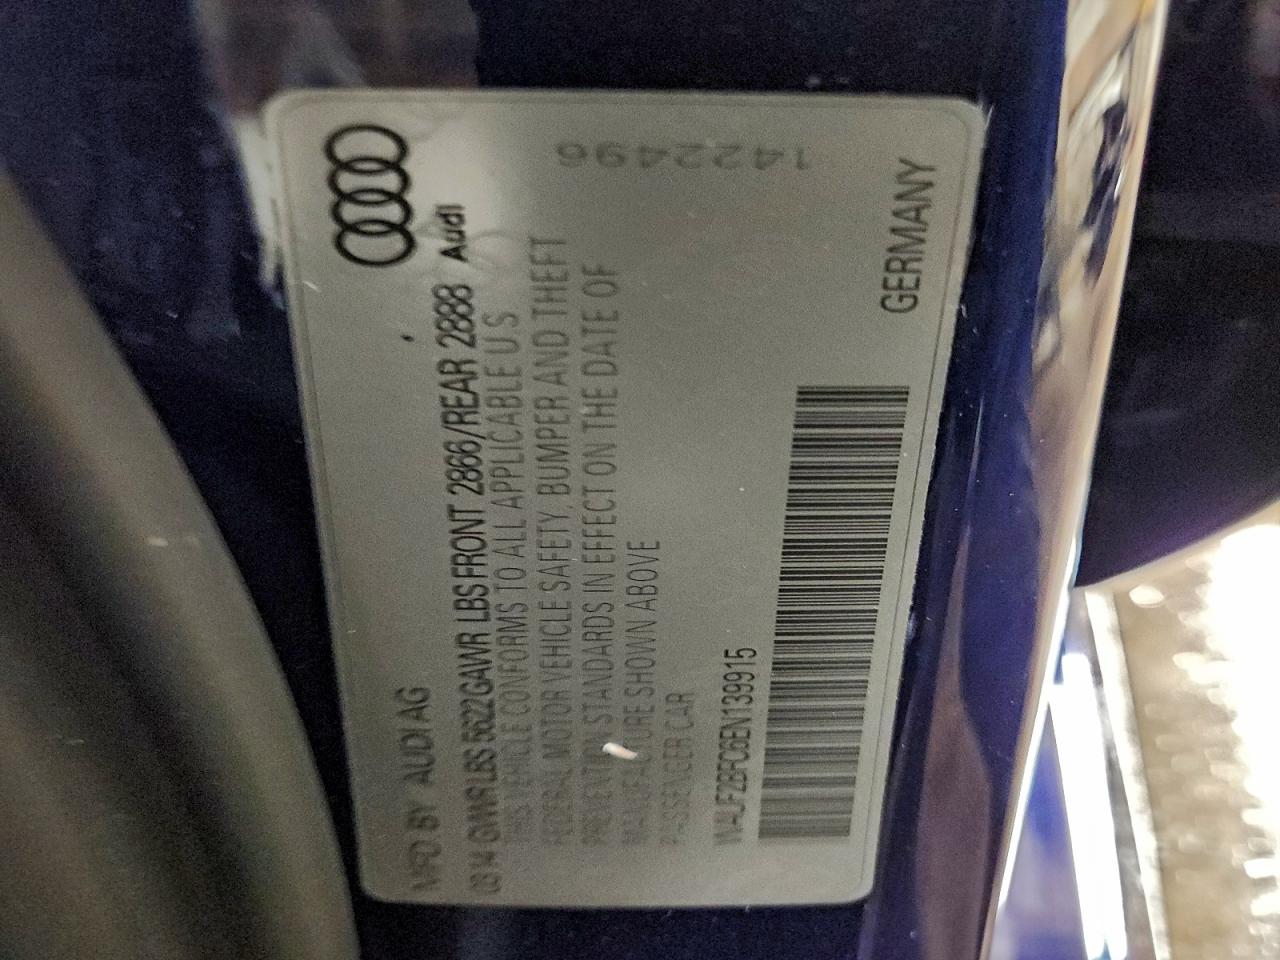 MFD BY AUDI AG
03 14 GWWR LBS 5622 GAWR LBS FRONT 2866/REAR 2888
THIS VEHICLE CONFORMS TO ALL APPLICABLE U S
FEDERAL MOTOR VEHICLE SAFETY, BUMPER AND THEFT
PREVENTION STANDARDS IN EFFECT ON THE DATE OF
MANUFACTURE SHOWN ABOVE
PASSENGER CAR
WAUF2BFC6EN139915
GERMANY
Audi
1422496